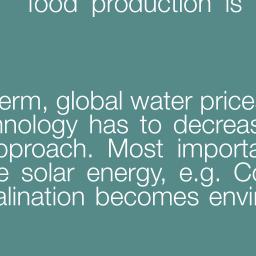 food production is
erm, global water price
nology has to decreas
pproach. Most importa
e solar energy, e.g. Co
alination becomes envi